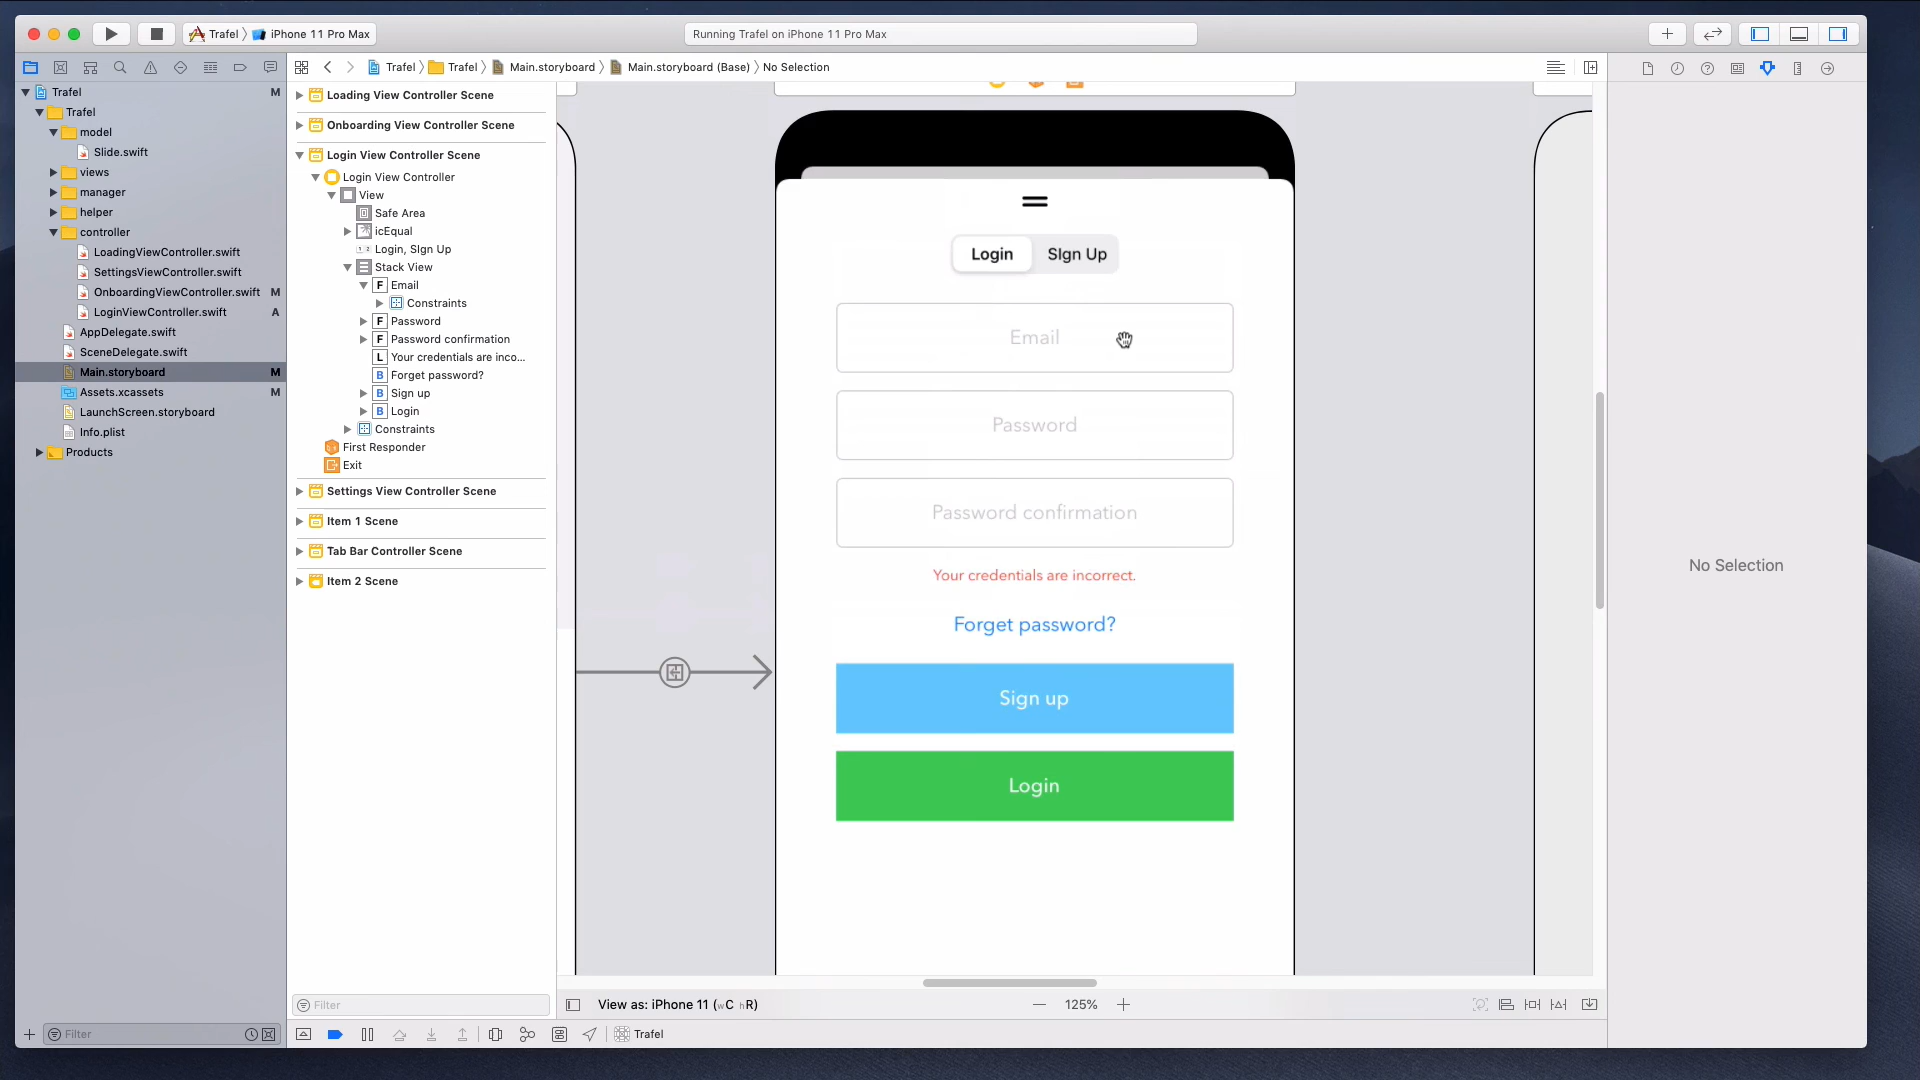 Trafel
iPhone 11 Pro Max
Running Trafel on iPhone 11 Pro Max
Trafel
Trafel
Main.storyboard
Main.storyboard (Base)
No Selection
Trafel M
Trafel
model
Slide.swift
views
manager
helper
controller
LoadingViewController.swift
SettingsViewController.swift
OnboardingViewController.swift M
LoginViewController.swift A
AppDelegate.swift
SceneDelegate.swift
Main.storyboard M
Assets.xcassets M
LaunchScreen.storyboard
Info.plist
Products
Filter
Loading View Controller Scene
Onboarding View Controller Scene
Login View Controller Scene
Login View Controller
View
Safe Area
icEqual
Login, SIgn Up
Stack View
F Email
Constraints
F Password
F Password confirmation
L Your credentials are inco...
B Forget password?
B Sign up
B Login
Constraints
First Responder
Exit
Settings View Controller Scene
Item 1 Scene
Tab Bar Controller Scene
Item 2 Scene
Filter
Login
SIgn Up
Email
Password
Password confirmation
Your credentials are incorrect.
Forget password?
Sign up
Login
View as: iPhone 11 (wC hR)
125%
Trafel
No Selection